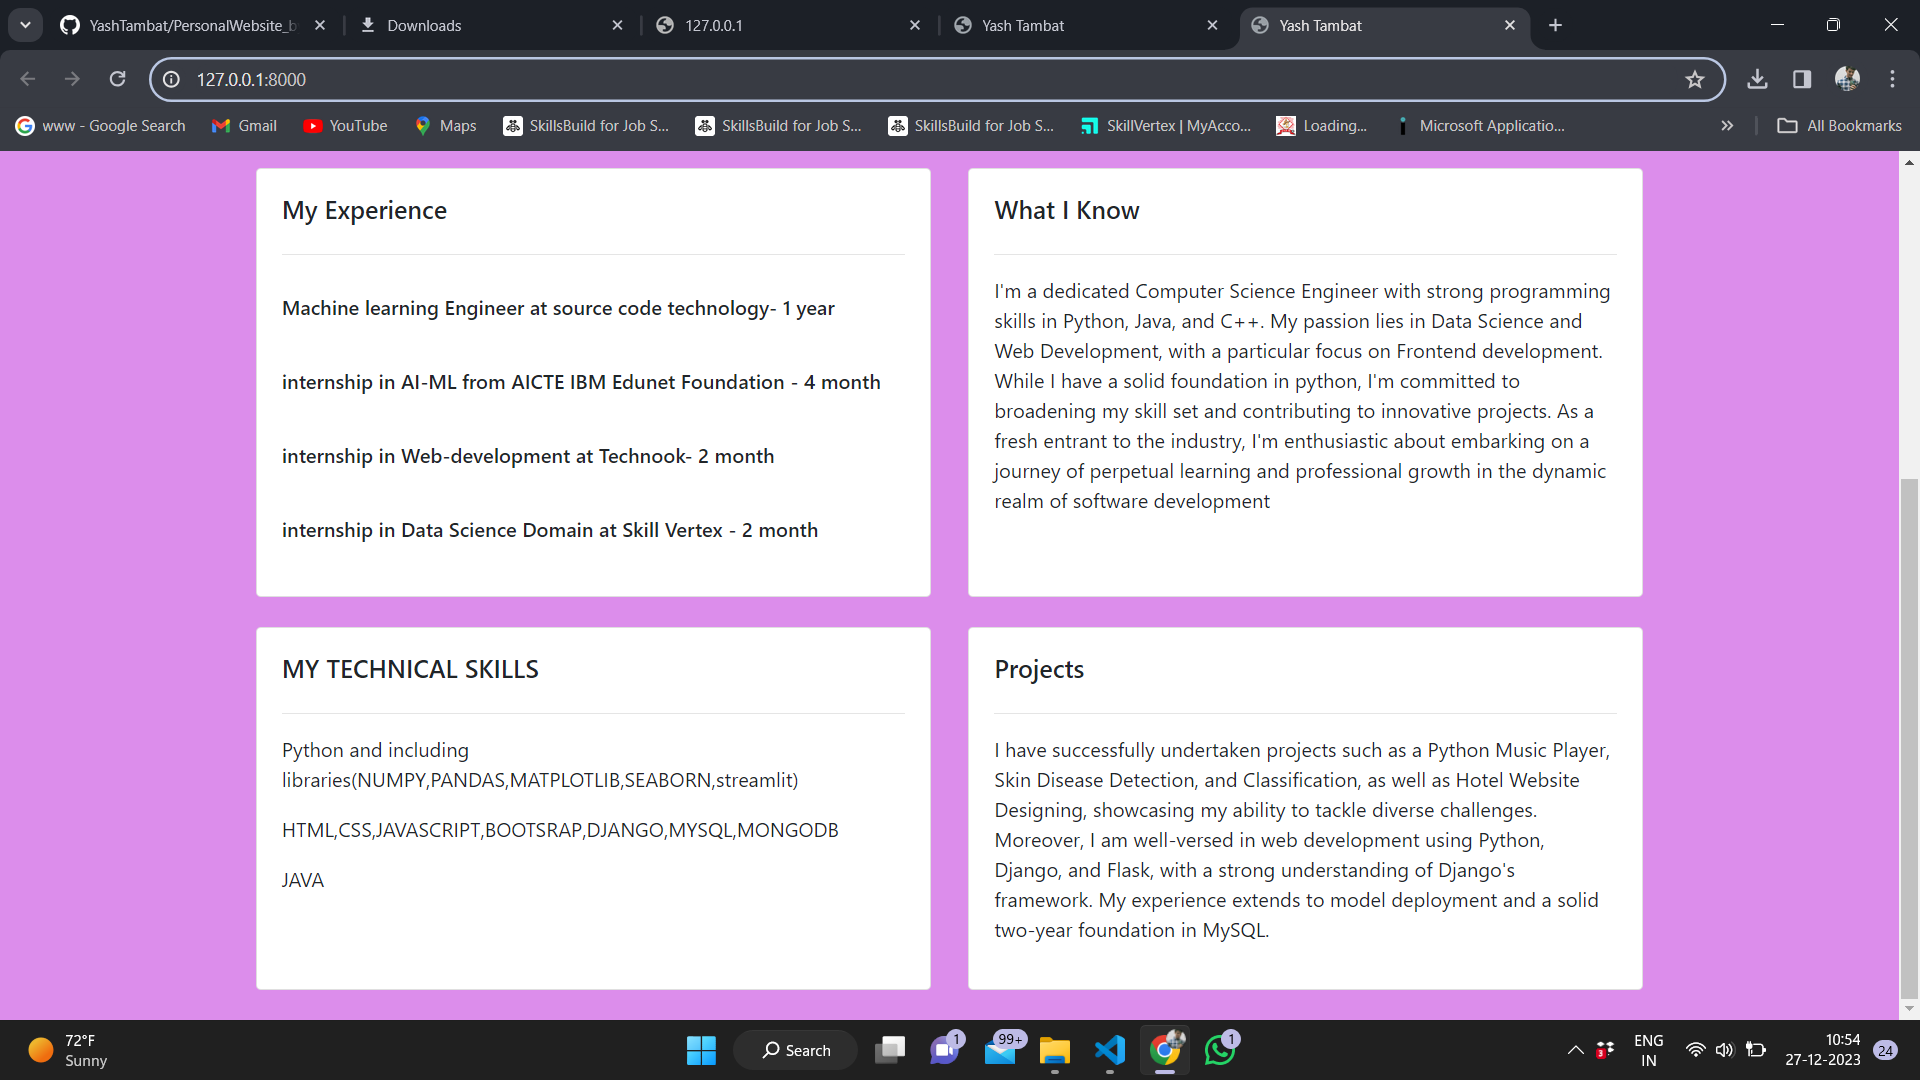 YashTambat/PersonalWebsite_b
Downloads
127.0.0.1
Yash Tambat
Yash Tambat
127.0.0.1:8000
www - Google Search
Gmail
YouTube
Maps
SkillsBuild for Job S...
SkillsBuild for Job S...
SkillsBuild for Job S...
SkillVertex | MyAcco...
Loading...
Microsoft Applicatio...
All Bookmarks
My Experience
Machine learning Engineer at source code technology- 1 year
internship in AI-ML from AICTE IBM Edunet Foundation - 4 month
internship in Web-development at Technook- 2 month
internship in Data Science Domain at Skill Vertex - 2 month
What I Know
I'm a dedicated Computer Science Engineer with strong programming
skills in Python, Java, and C++. My passion lies in Data Science and
Web Development, with a particular focus on Frontend development.
While I have a solid foundation in python, I'm committed to
broadening my skill set and contributing to innovative projects. As a
fresh entrant to the industry, I'm enthusiastic about embarking on a
journey of perpetual learning and professional growth in the dynamic
realm of software development
MY TECHNICAL SKILLS
Python and including
libraries(NUMPY,PANDAS,MATPLOTLIB,SEABORN,streamlit)
HTML,CSS,JAVASCRIPT,BOOTSRAP,DJANGO,MYSQL,MONGODB
JAVA
Projects
I have successfully undertaken projects such as a Python Music Player,
Skin Disease Detection, and Classification, as well as Hotel Website
Designing, showcasing my ability to tackle diverse challenges.
Moreover, I am well-versed in web development using Python,
Django, and Flask, with a strong understanding of Django's
framework. My experience extends to model deployment and a solid
two-year foundation in MySQL.
72°F
Sunny
Search
1
99+
1
3
ENG
IN
10:54
27-12-2023
24